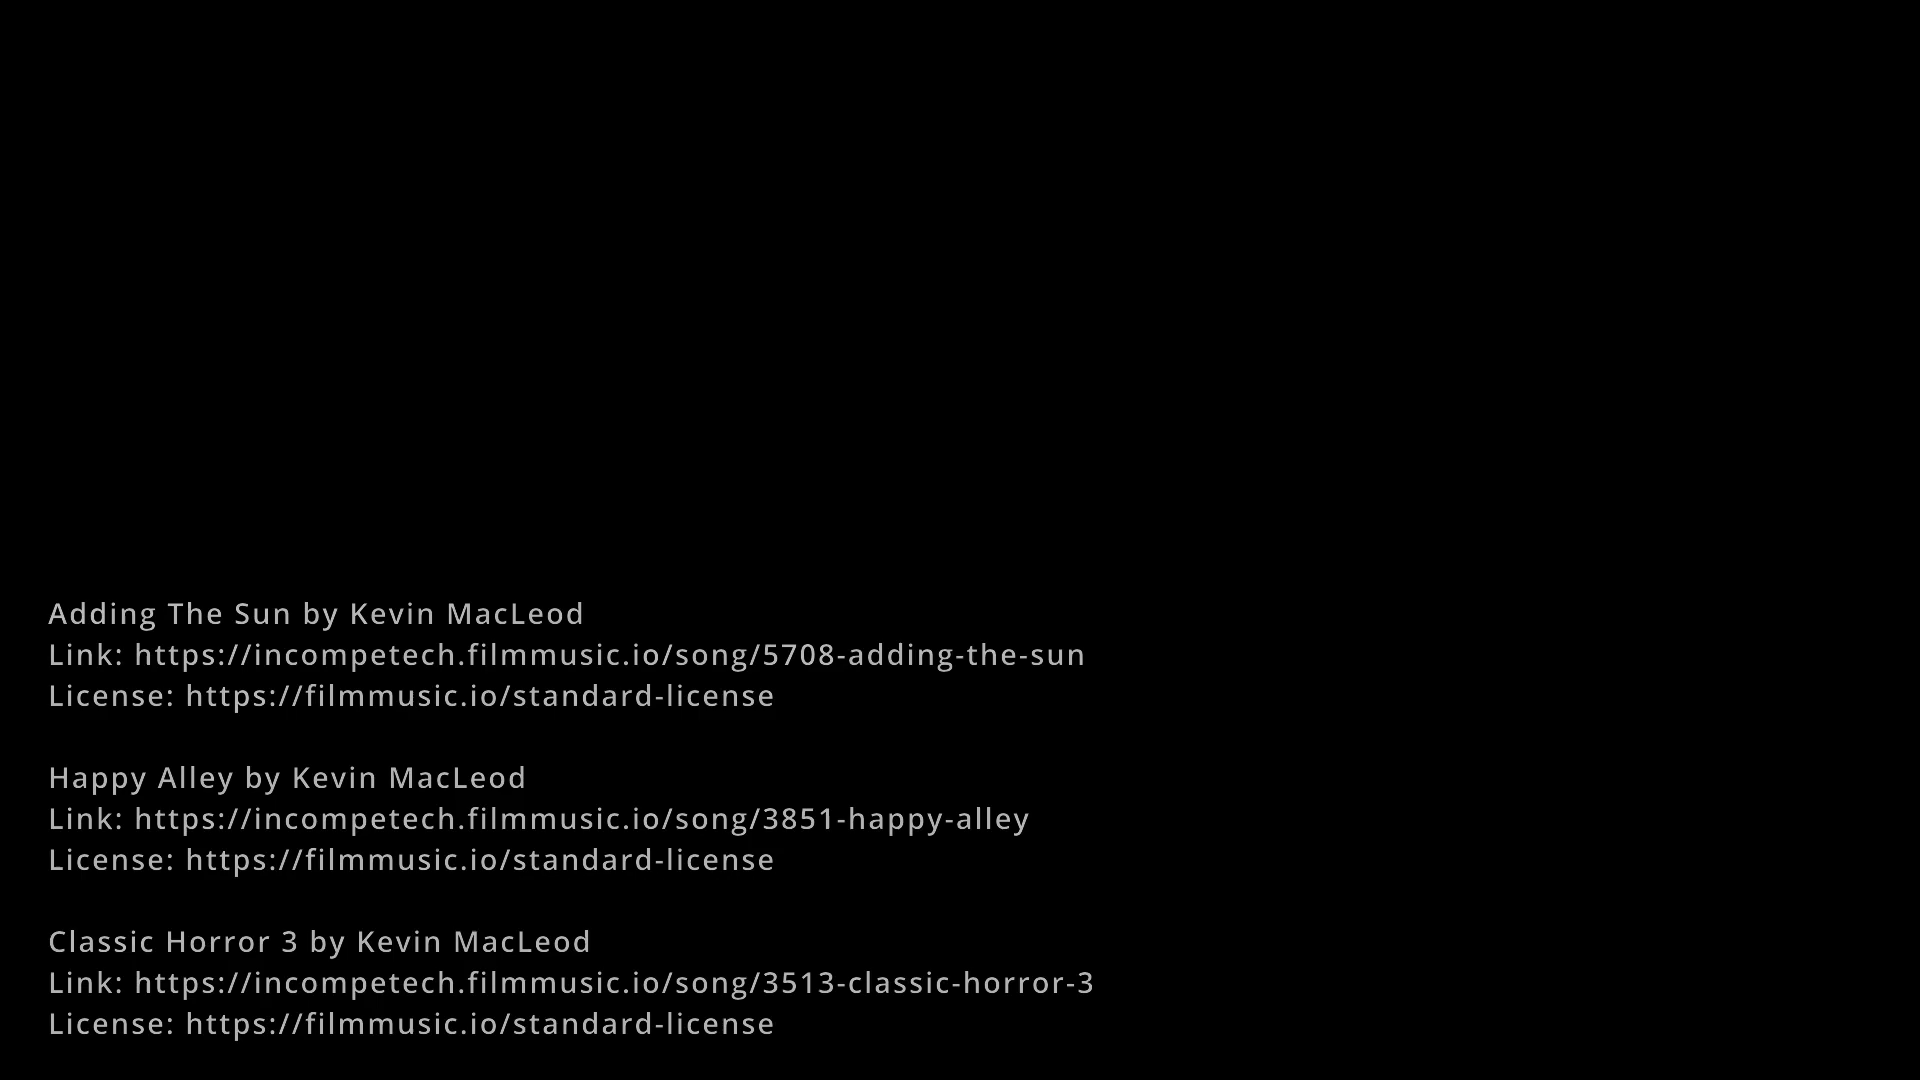 Adding The Sun by Kevin MacLeod
Link: https://incompetech.filmmusic.io/song/5708-adding-the-sun
License: https://filmmusic.io/standard-license
Happy Alley by Kevin MacLeod
Link: https://incompetech.filmmusic.io/song/3851-happy-alley
License: https://filmmusic.io/standard-license
Classic Horror 3 by Kevin MacLeod
Link: https://incompetech.filmmusic.io/song/3513-classic-horror-3
License: https://filmmusic.io/standard-license